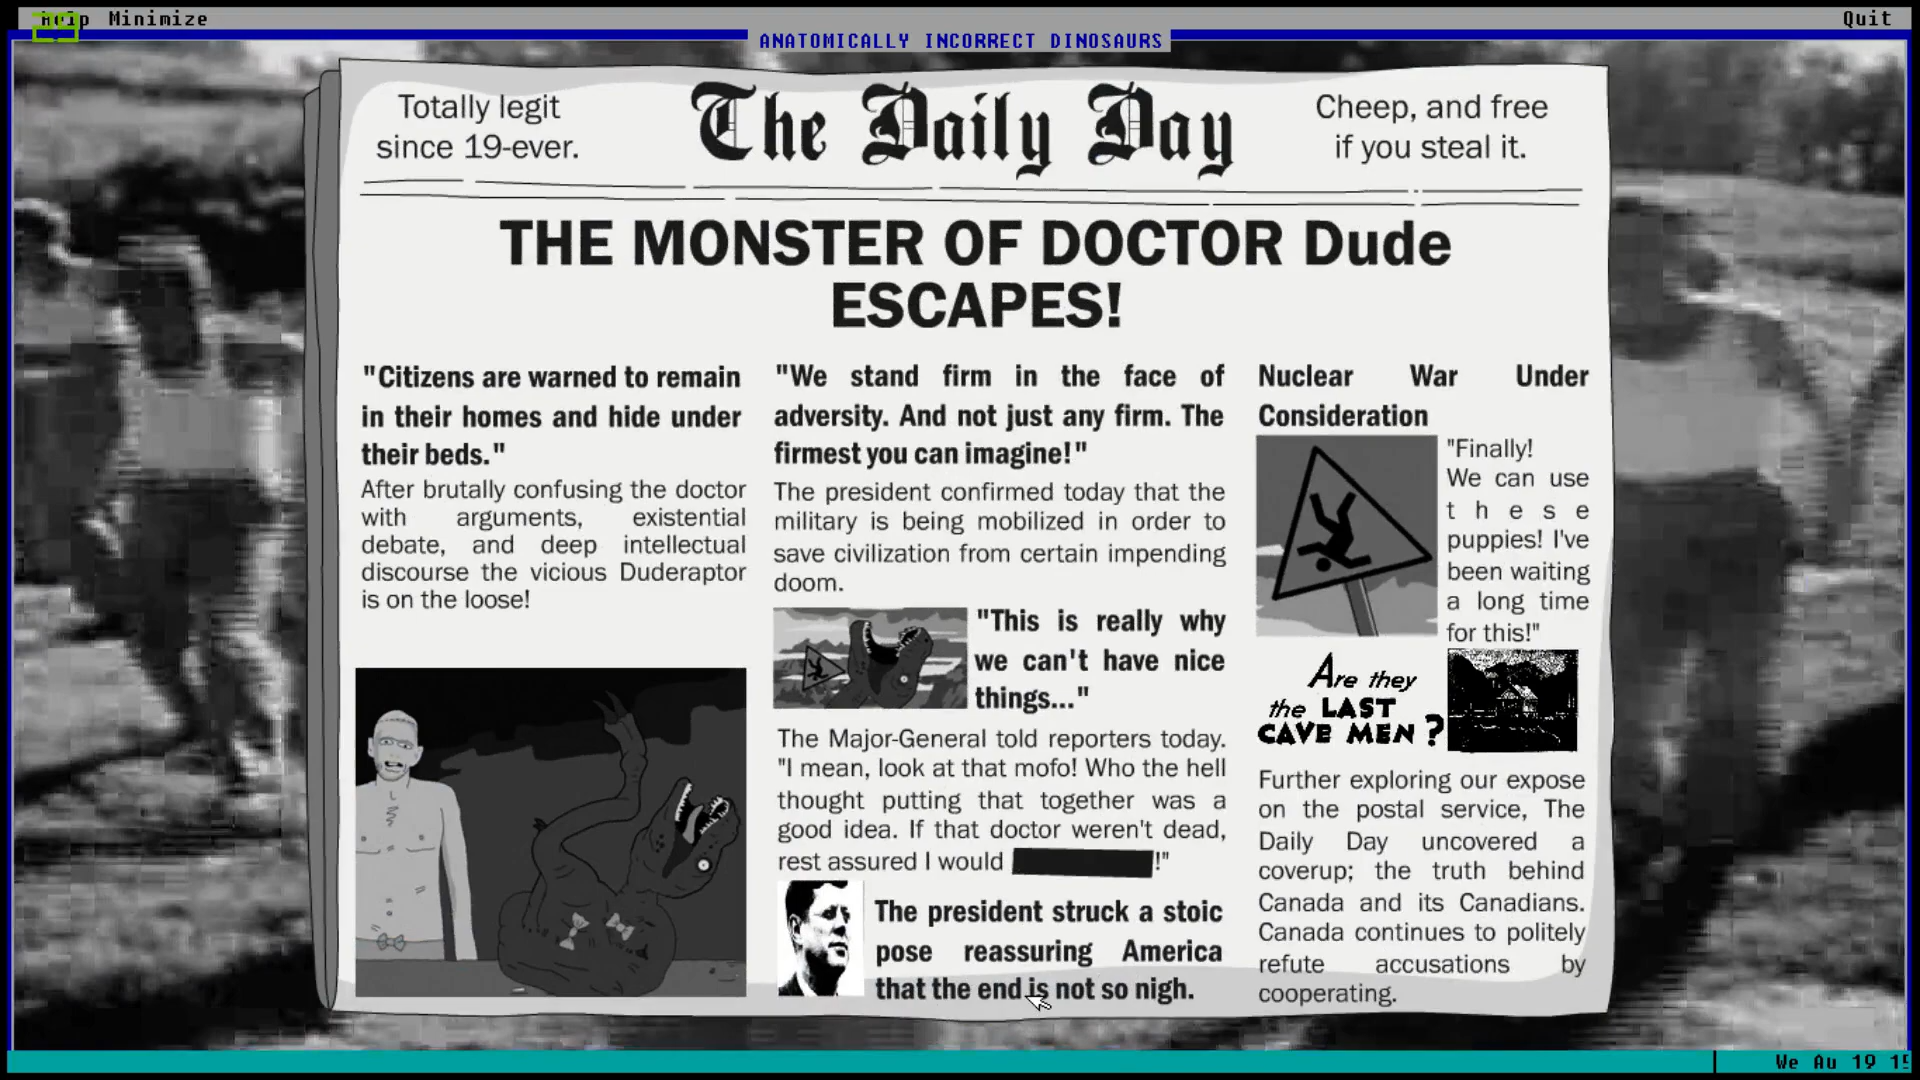 Help Minimize Quit
29
ANATOMICALLY INCORRECT DINOSAURS
Totally legit
since 19-ever.
The Daily Day
Cheep, and free
if you steal it.
THE MONSTER OF DOCTOR Dude
ESCAPES!
"Citizens are warned to remain
in their homes and hide under
their beds."
After brutally confusing the doctor
with arguments, existential
debate, and deep intellectual
discourse the vicious Duderaptor
is on the loose!
"We stand firm in the face of
adversity. And not just any firm. The
firmest you can imagine!"
The president confirmed today that the
military is being mobilized in order to
save civilization from certain impending
doom.
"This is really why
we can't have nice
things..."
The Major-General told reporters today.
"I mean, look at that mofo! Who the hell
thought putting that together was a
good idea. If that doctor weren't dead,
rest assured I would !"
The president struck a stoic
pose reassuring America
that the end is not so nigh.
Nuclear War Under
Consideration
"Finally!
We can use
these
puppies! I've
been waiting
a long time
for this!"
Are they
the LAST
CAVE MEN?
Further exploring our expose
on the postal service, The
Daily Day uncovered a
coverup; the truth behind
Canada and its Canadians.
Canada continues to politely
refute accusations by
cooperating.
We Au 19